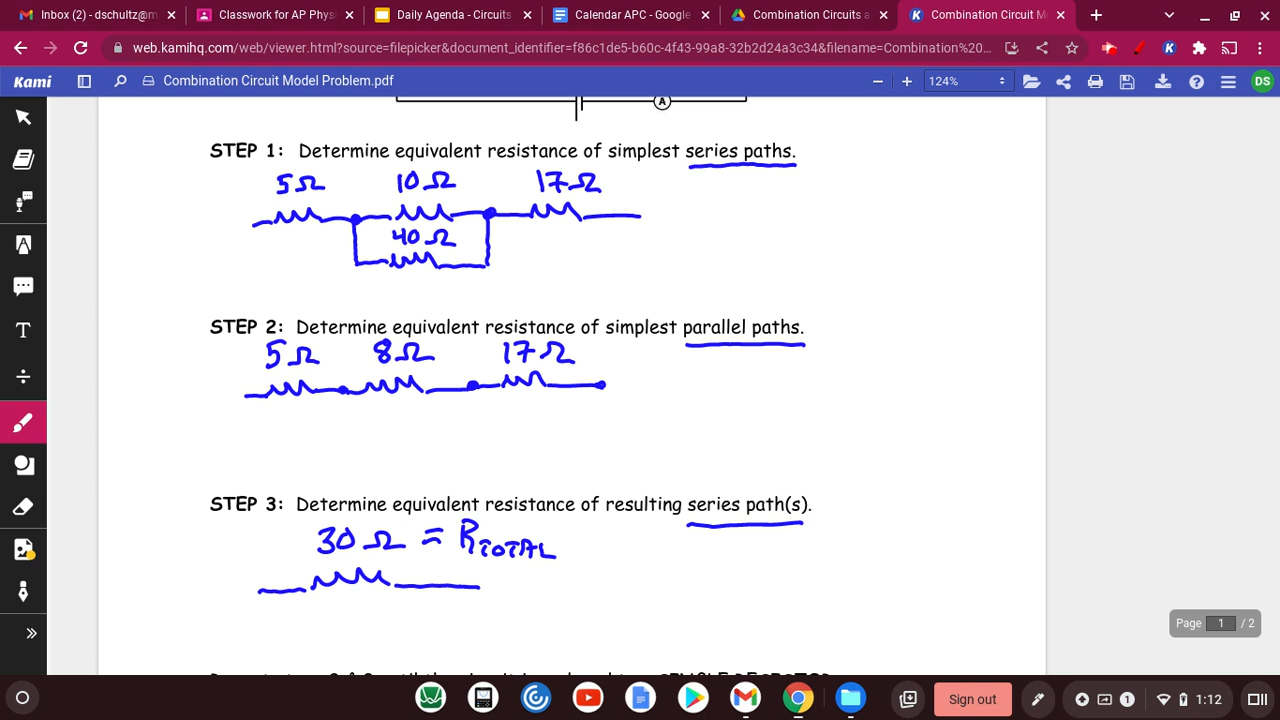 Inbox (2) - dschultz@m
Classwork for AP Physi
Daily Agenda - Circuits
Calendar APC - Google
Combination Circuits a
Combination Circuit Mo
web.kamihq.com/web/viewer.html?source=filepicker&document_identifier=f86c1de5-b60c-4f43-99a8-32b2d24a3c34&filename=Combination%20...
Kami
Combination Circuit Model Problem.pdf
124%
DS
A
STEP 1: Determine equivalent resistance of simplest series paths.
5Ω 10Ω 17Ω
40Ω
STEP 2: Determine equivalent resistance of simplest parallel paths.
5Ω 8Ω 17Ω
STEP 3: Determine equivalent resistance of resulting series path(s).
30Ω = RTOTAL
Page 1 / 2
Sign out
1
1:12